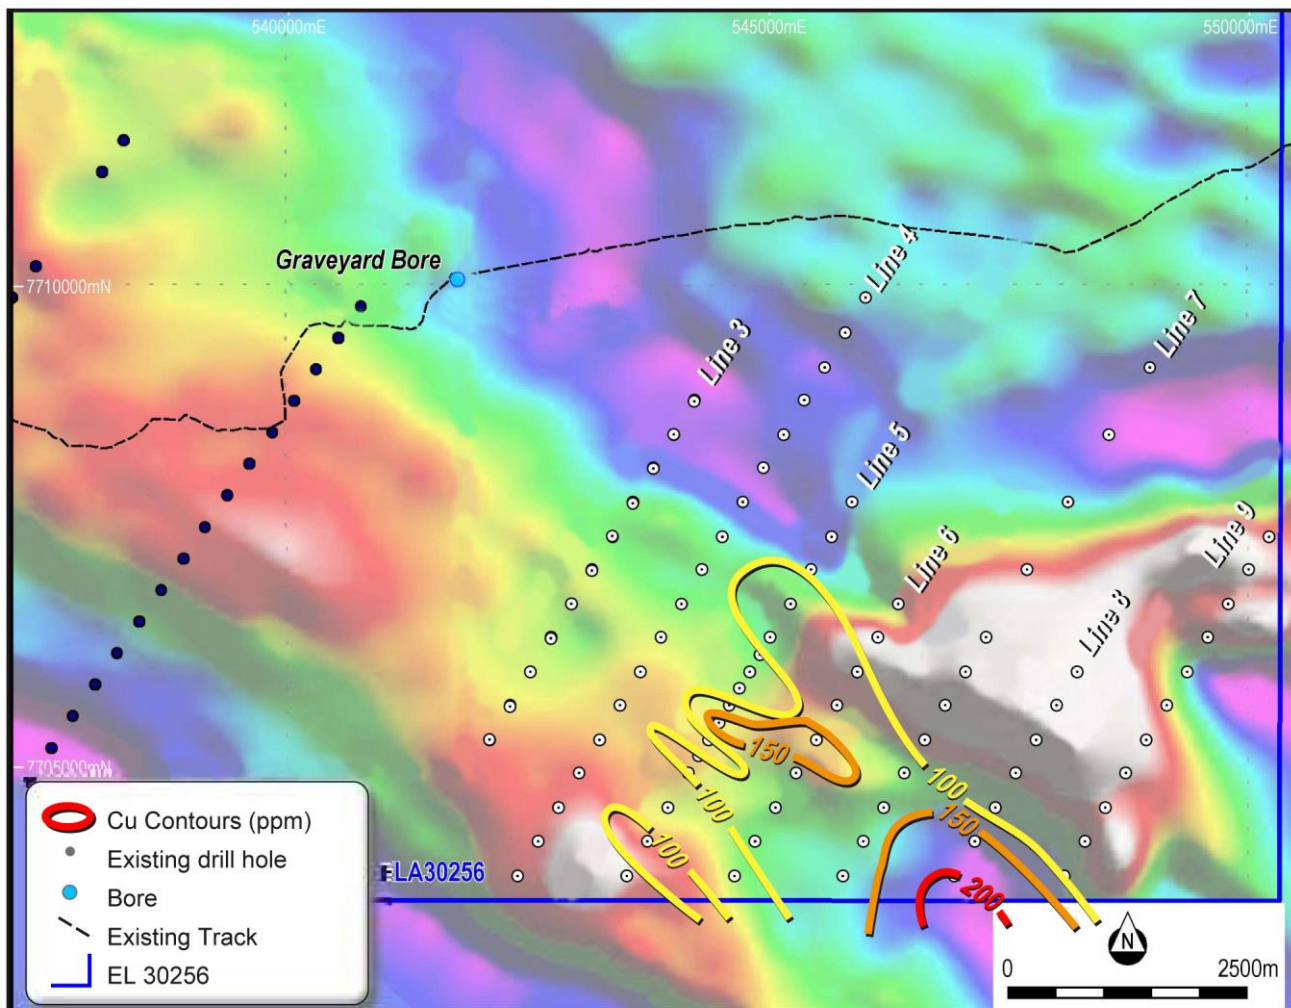 540000mE
545000mE
550000mE
Graveyard Bore
7710000mN
Line 4
Line 7
Line 3
Line 5
Line 9
Line 6
Line 8
150
7705000mN
100
100
150
100
200
ELA30256
Cu Contours (ppm)
Existing drill hole
Bore
Existing Track
EL 30256
N
0 2500m